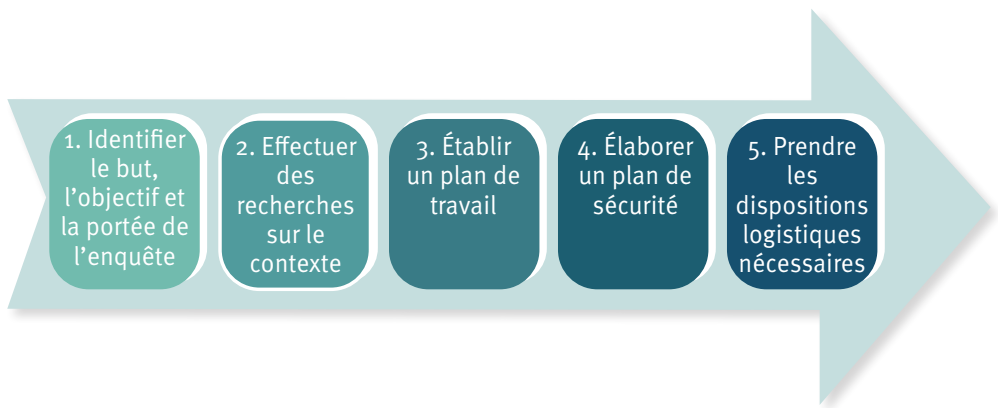 1. Identifier
le but,
l’objectif et
la portée de
l’enquête
2. Effectuer
des
recherches
sur le
contexte
3. Établir
un plan de
travail
4. Élaborer
un plan de
sécurité
5. Prendre
les
dispositions
logistiques
nécessaires